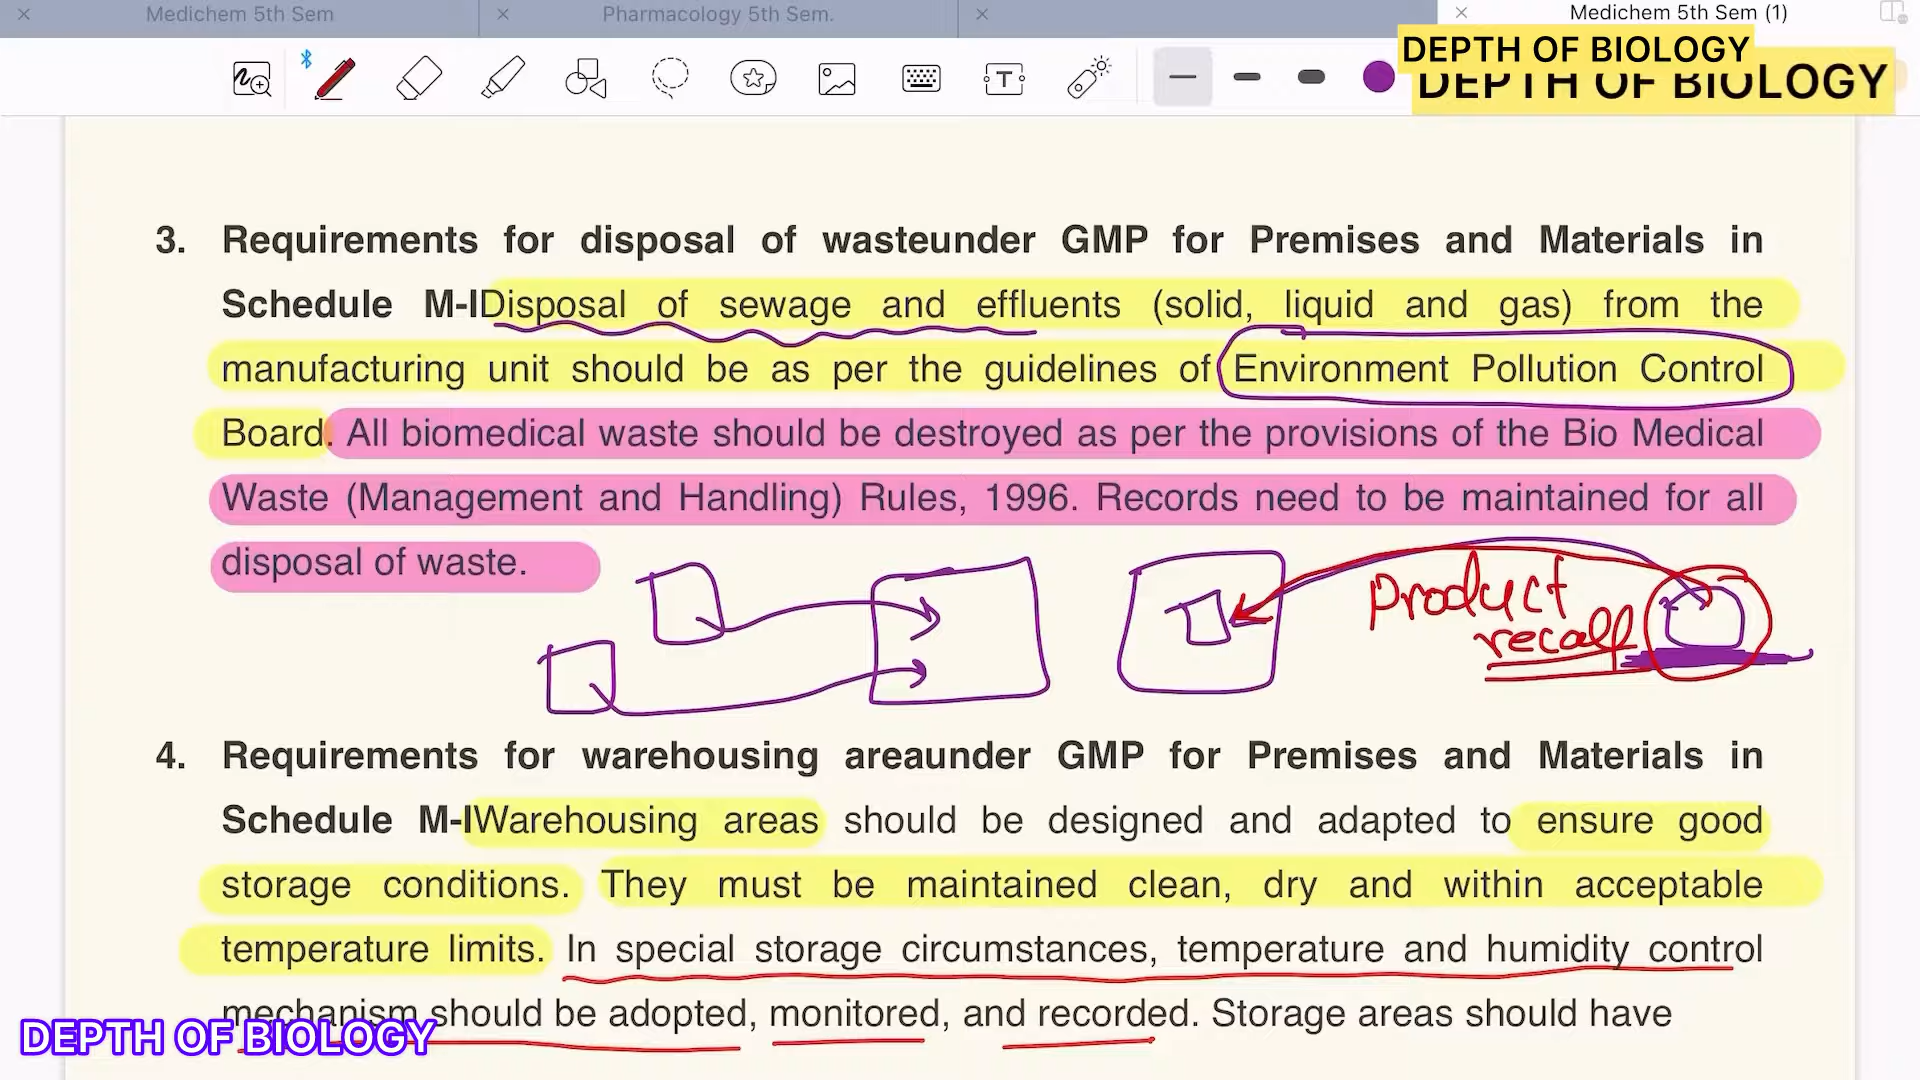 Medichem 5th Sem
Pharmacology 5th Sem.
Medichem 5th Sem (1)
DEPTH OF BIOLOGY
DEPTH OF BIOLOGY
3. Requirements for disposal of wasteunder GMP for Premises and Materials in
Schedule M-IDisposal of sewage and effluents (solid, liquid and gas) from the
manufacturing unit should be as per the guidelines of Environment Pollution Control
Board. All biomedical waste should be destroyed as per the provisions of the Bio Medical
Waste (Management and Handling) Rules, 1996. Records need to be maintained for all
disposal of waste.
product
recall
4. Requirements for warehousing areaunder GMP for Premises and Materials in
Schedule M-IWarehousing areas should be designed and adapted to ensure good
storage conditions. They must be maintained clean, dry and within acceptable
temperature limits. In special storage circumstances, temperature and humidity control
mechanism should be adopted, monitored, and recorded. Storage areas should have
DEPTH OF BIOLOGY